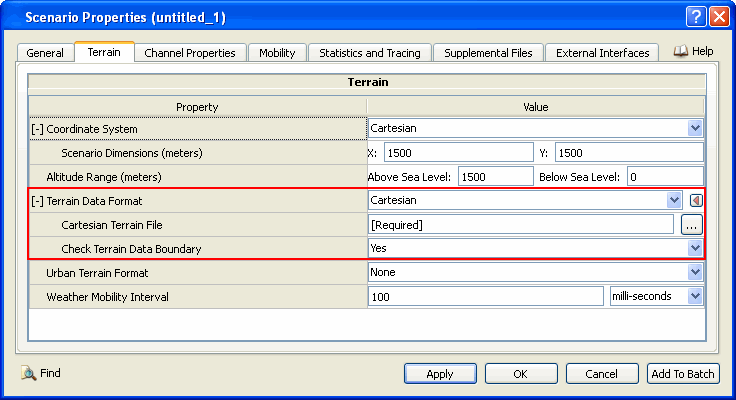 Scenario Properties (untitled_1)
General Terrain Channel Properties Mobility Statistics and Tracing Supplemental Files External Interfaces Help
Terrain
Property Value
[-] Coordinate System Cartesian
Scenario Dimensions (meters) X: 1500 Y: 1500
Altitude Range (meters) Above Sea Level: 1500 Below Sea Level: 0
[-] Terrain Data Format Cartesian
Cartesian Terrain File [Required] ...
Check Terrain Data Boundary Yes
Urban Terrain Format None
Weather Mobility Interval 100 milli-seconds
Find Apply OK Cancel Add To Batch